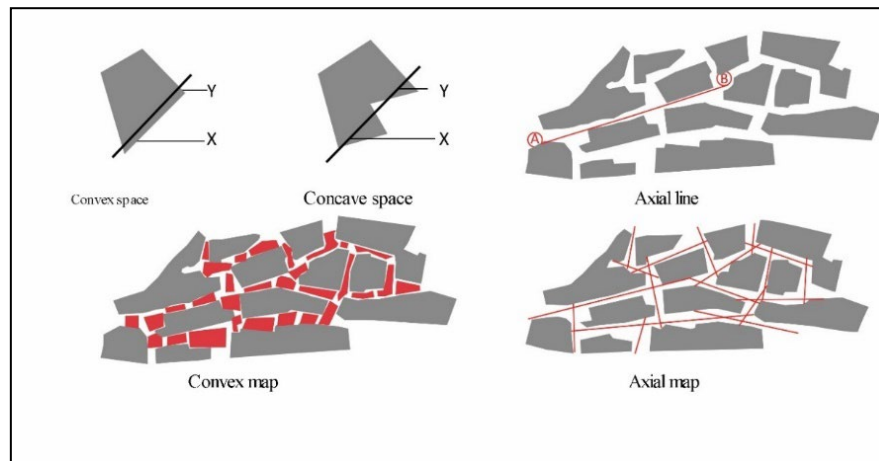 Y
X
Convex space
Y
X
Concave space
A
B
Axial line
Convex map
Axial map